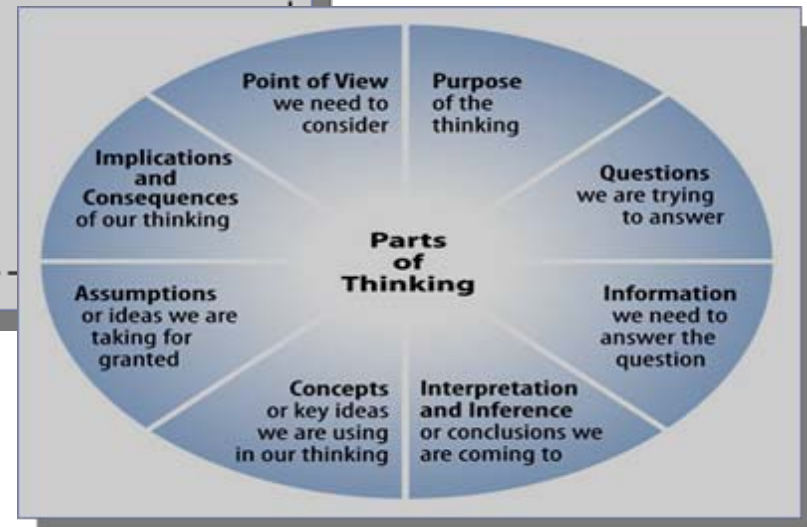 Parts
of
Thinking
Purpose
of the
thinking
Questions
we are trying
to answer
Information
we need to
answer the
question
Interpretation
and Inference
or conclusions we
are coming to
Concepts
or key ideas
we are using
in our thinking
Assumptions
or ideas we are
taking for
granted
Implications
and
Consequences
of our thinking
Point of View
we need to
consider